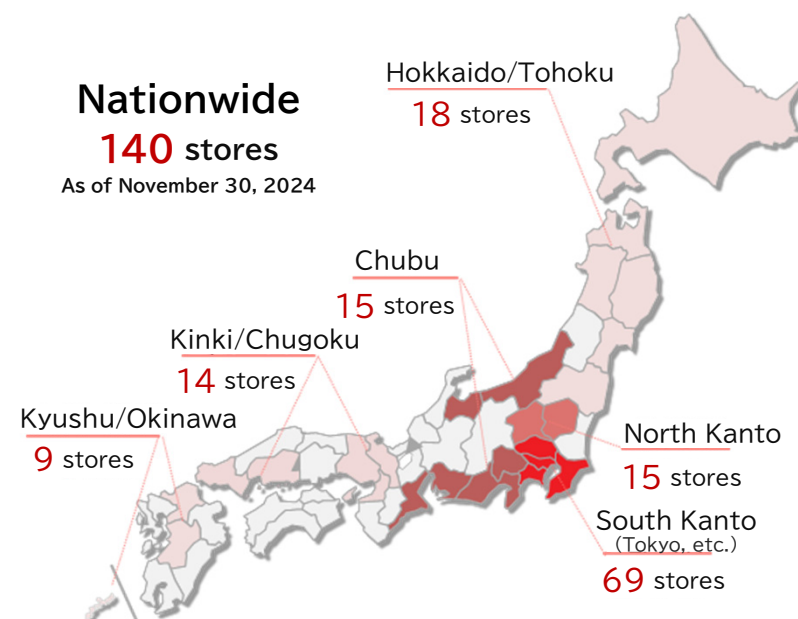 Nationwide
140 stores
As of November 30, 2024
Hokkaido/Tohoku
18 stores
Chubu
15 stores
Kinki/Chugoku
14 stores
Kyushu/Okinawa
9 stores
North Kanto
15 stores
South Kanto
(Tokyo, etc.)
69 stores